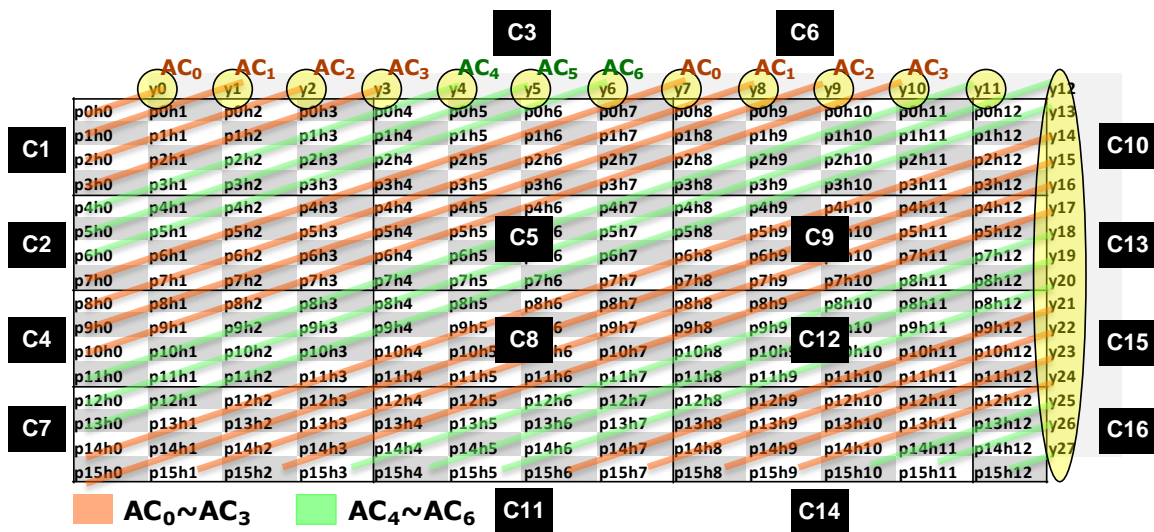 C3 C6
AC0 AC1 AC2 AC3 AC4 AC5 AC6 AC0 AC1 AC2 AC3
y0 y1 y2 y3 y4 y5 y6 y7 y8 y9 y10 y11 y12
p0h0 p0h1 p0h2 p0h3 p0h4 p0h5 p0h6 p0h7 p0h8 p0h9 p0h10 p0h11 p0h12 y13
p1h0 p1h1 p1h2 p1h3 p1h4 p1h5 p1h6 p1h7 p1h8 p1h9 p1h10 p1h11 p1h12 y14
C1 C10
p2h0 p2h1 p2h2 p2h3 p2h4 p2h5 p2h6 p2h7 p2h8 p2h9 p2h10 p2h11 p2h12 y15
p3h0 p3h1 p3h2 p3h3 p3h4 p3h5 p3h6 p3h7 p3h8 p3h9 p3h10 p3h11 p3h12 y16
p4h0 p4h1 p4h2 p4h3 p4h4 p4h5 p4h6 p4h7 p4h8 p4h9 p4h10 p4h11 p4h12 y17
p5h0 p5h1 p5h2 p5h3 p5h4 p5h5 p5h7 p5h8 p5h9 p5h11 p5h12 y18
C2 C5 C9 C13
p6h0 p6h1 p6h2 p6h3 p6h4 p6h5 p6h7 p6h8 p6h9 p7h11 p7h12 y19
p7h0 p7h1 p7h2 p7h3 p7h4 p7h5 p7h6 p7h7 p7h8 p7h9 p7h10 p8h11 p8h12 y20
p8h0 p8h1 p8h2 p8h3 p8h4 p8h5 p8h6 p8h7 p8h8 p8h9 p8h10 p8h11 p8h12 y21
p9h0 p9h1 p9h2 p9h3 p9h4 p9h5 p9h7 p9h8 p9h9 p9h11 p9h12 y22
C4 C8 C12 C15
p10h0 p10h1 p10h2 p10h3 p10h4 p10h5 p10h7 p10h8 p10h11 p10h12 y23
p11h0 p11h1 p11h2 p11h3 p11h4 p11h5 p11h6 p11h7 p11h8 p11h9 p11h10 p11h11 p11h12 y24
p12h0 p12h1 p12h2 p12h3 p12h4 p12h5 p12h6 p12h7 p12h8 p12h9 p12h10 p12h11 p12h12 y25
p13h0 p13h1 p13h2 p13h3 p13h4 p13h5 p13h6 p13h7 p13h8 p13h9 p13h10 p13h11 p13h12 y26
C7 C16
p14h0 p14h1 p14h2 p14h3 p14h4 p14h5 p14h6 p14h7 p14h8 p14h9 p14h10 p14h11 p14h12 y27
p15h0 p15h1 p15h2 p15h3 p15h4 p15h5 p15h6 p15h7 p15h8 p15h9 p15h10 p15h11 p15h12
AC0~AC3 AC4~AC6 C11 C14